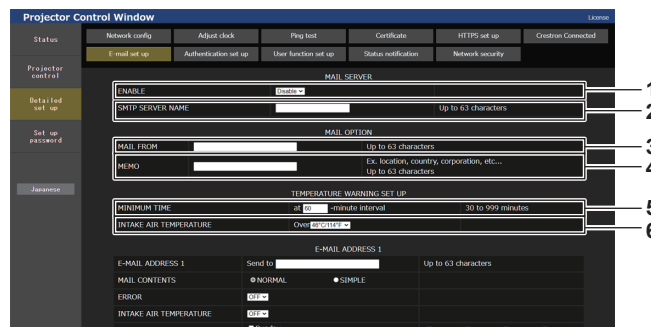 Projector Control Window
License
Status
Projector control
Detailed set up
Set up password
Japanese
Network config
Adjust clock
Ping test
Certificate
HTTPS set up
Crestron Connected
E-mail set up
Authentication set up
User function set up
Status notification
Network security
MAIL SERVER
ENABLE Disable 1
SMTP SERVER NAME Up to 63 characters 2
MAIL OPTION
MAIL FROM Up to 63 characters 3
MEMO Ex. location, country, corporation, etc... 4
Up to 63 characters
TEMPERATURE WARNING SET UP
MINIMUM TIME at 60 -minute interval 30 to 999 minutes 5
INTAKE AIR TEMPERATURE Over 46°C/114°F 6
E-MAIL ADDRESS 1
E-MAIL ADDRESS 1 Send to Up to 63 characters
MAIL CONTENTS NORMAL SIMPLE
ERROR OFF
INTAKE AIR TEMPERATURE OFF